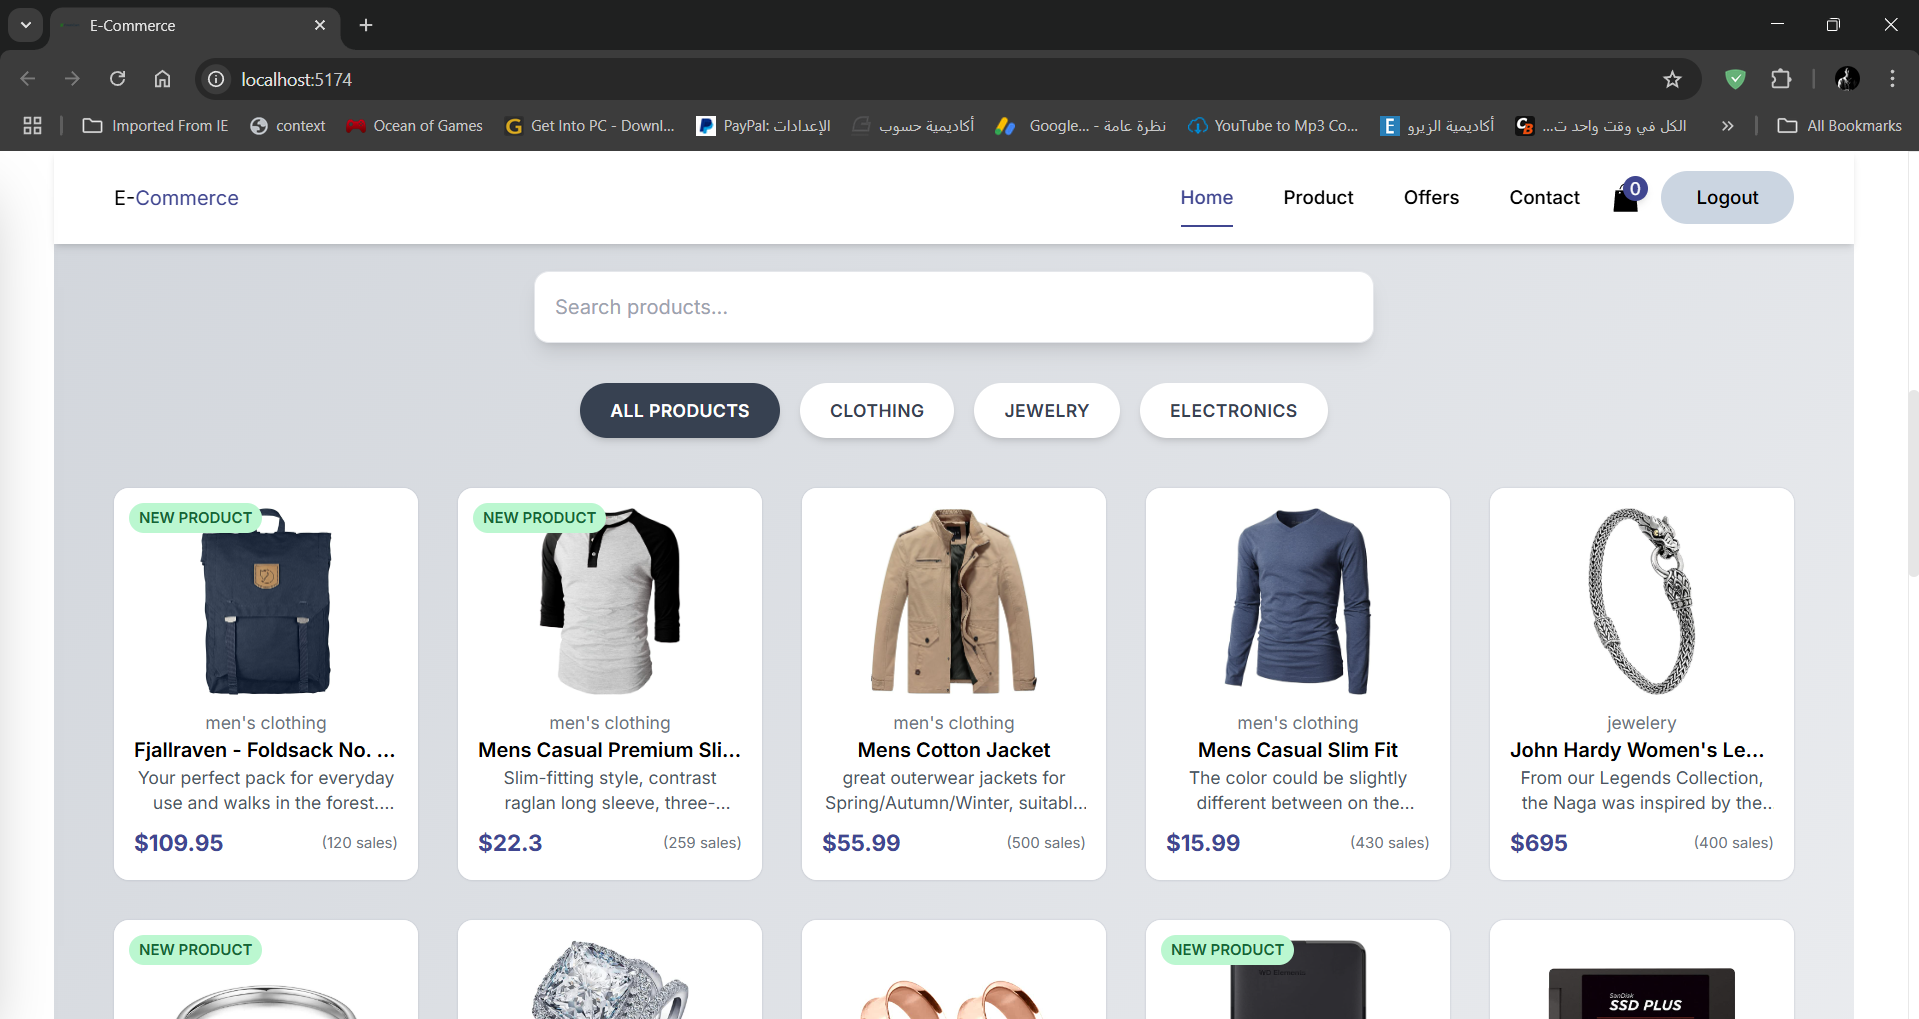 E-Commerce
localhost:5174
Imported From IE
context
Ocean of Games
Get Into PC - Downl...
PayPal: الإعدادات
أكاديمية حسوب
Google... - نظرة عامة
YouTube to Mp3 Co...
أكاديمية الزيرو
الكل في وقت واحد ت...
All Bookmarks
E-Commerce
Home
Product
Offers
Contact
0
Logout
Search products...
ALL PRODUCTS
CLOTHING
JEWELRY
ELECTRONICS
NEW PRODUCT
men's clothing
Fjallraven - Foldsack No. ...
Your perfect pack for everyday
use and walks in the forest....
$109.95
(120 sales)
NEW PRODUCT
men's clothing
Mens Casual Premium Sli...
Slim-fitting style, contrast
raglan long sleeve, three-...
$22.3
(259 sales)
men's clothing
Mens Cotton Jacket
great outerwear jackets for
Spring/Autumn/Winter, suitabl...
$55.99
(500 sales)
men's clothing
Mens Casual Slim Fit
The color could be slightly
different between on the...
$15.99
(430 sales)
jewelery
John Hardy Women's Le...
From our Legends Collection,
the Naga was inspired by the..
$695
(400 sales)
NEW PRODUCT
NEW PRODUCT
WD Elements
SanDisk
SSD PLUS